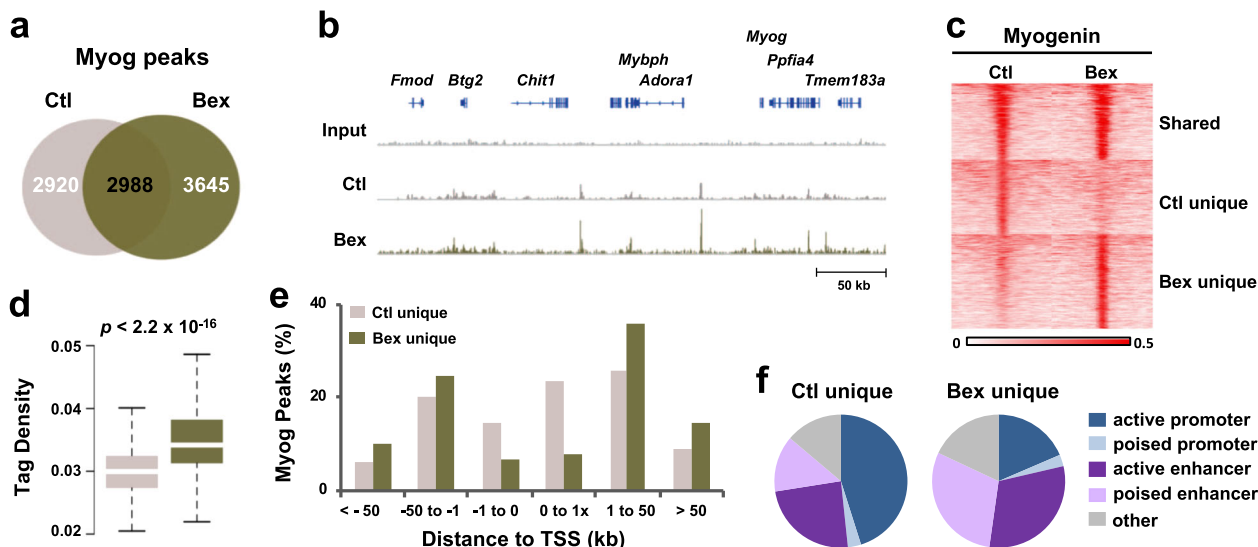 a
Myog peaks
Ctl
Bex
2920
2988
3645
b
Myog
Mybph
Ppfia4
Fmod
Btg2
Chit1
Adora1
Tmem183a
Input
Ctl
Bex
50 kb
c
Myogenin
Ctl
Bex
Shared
Ctl unique
Bex unique
0
0.5
d
p < 2.2 x 10-16
Tag Density
0.05
0.04
0.03
0.02
e
Ctl unique
Bex unique
Myog Peaks (%)
40
20
0
< - 50
-50 to -1
-1 to 0
0 to 1x
1 to 50
> 50
Distance to TSS (kb)
f
Ctl unique
Bex unique
active promoter
poised promoter
active enhancer
poised enhancer
other